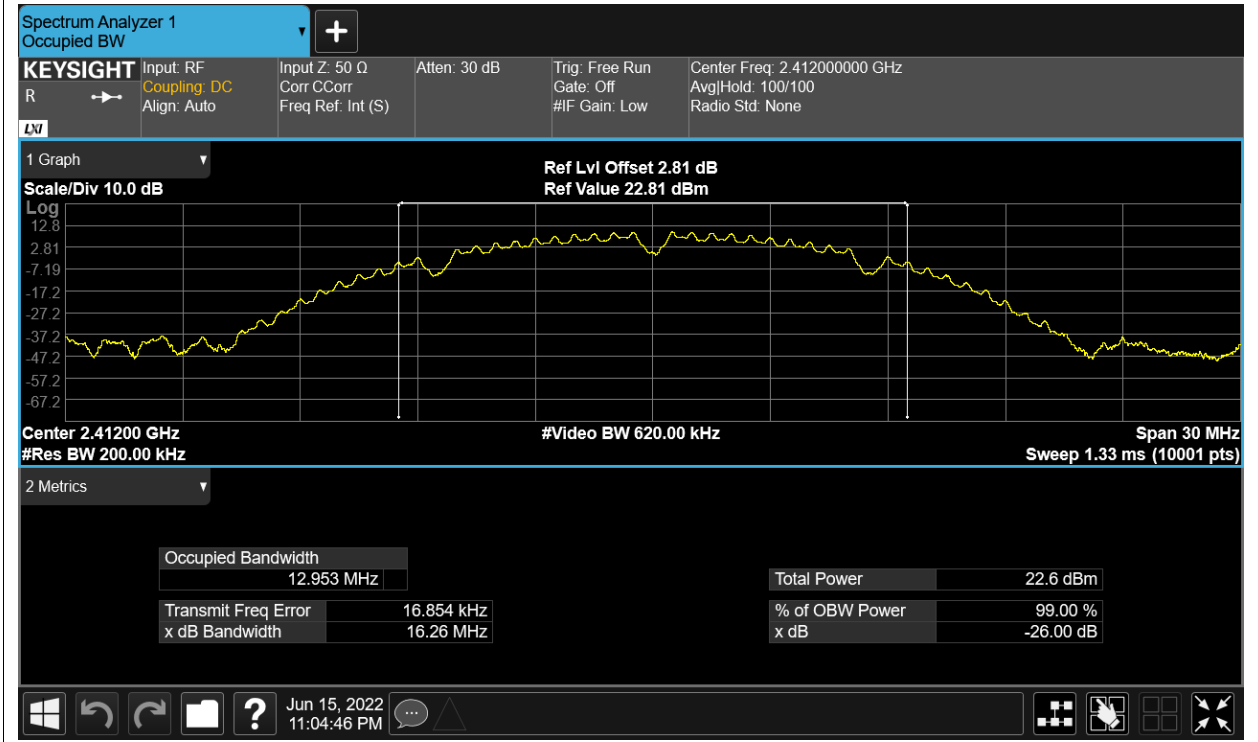 Spectrum Analyzer 1
Occupied BW
KEYSIGHT
R
LXI
Input: RF
Coupling: DC
Align: Auto
Input Z: 50 Ω
Corr CCorr
Freq Ref: Int (S)
Atten: 30 dB
Trig: Free Run
Gate: Off
#IF Gain: Low
Center Freq: 2.412000000 GHz
Avg|Hold: 100/100
Radio Std: None
1 Graph
Scale/Div 10.0 dB
Ref Lvl Offset 2.81 dB
Ref Value 22.81 dBm
Log
12.8
2.81
-7.19
-17.2
-27.2
-37.2
-47.2
-57.2
-67.2
Center 2.41200 GHz
#Video BW 620.00 kHz
Span 30 MHz
#Res BW 200.00 kHz
Sweep 1.33 ms (10001 pts)
2 Metrics
Occupied Bandwidth
12.953 MHz
Total Power 22.6 dBm
Transmit Freq Error 16.854 kHz
% of OBW Power 99.00 %
x dB Bandwidth 16.26 MHz
x dB -26.00 dB
?
Jun 15, 2022
11:04:46 PM